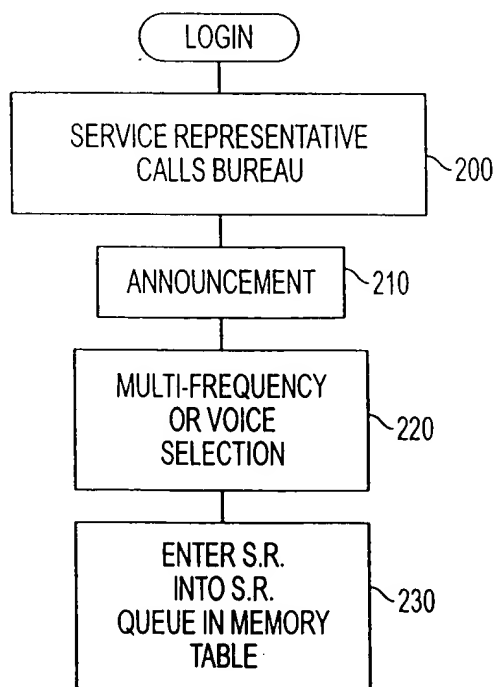 LOGIN
SERVICE REPRESENTATIVE
CALLS BUREAU
200
ANNOUNCEMENT
210
MULTI-FREQUENCY
OR VOICE
SELECTION
220
ENTER S.R.
INTO S.R.
QUEUE IN MEMORY
TABLE
230